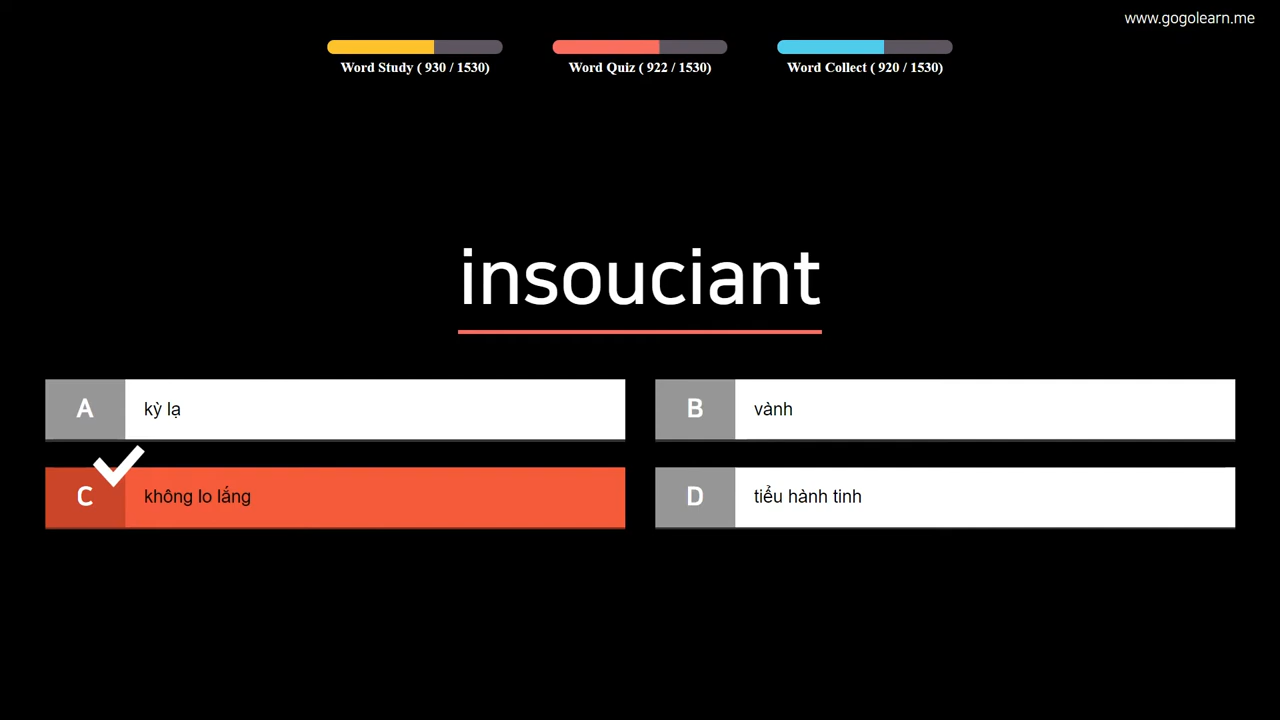 www.gogolearn.me
Word Study ( 930 / 1530)
Word Quiz ( 922 / 1530)
Word Collect ( 920 / 1530)
insouciant
A kỳ lạ
B vành
C không lo lắng
D tiểu hành tinh